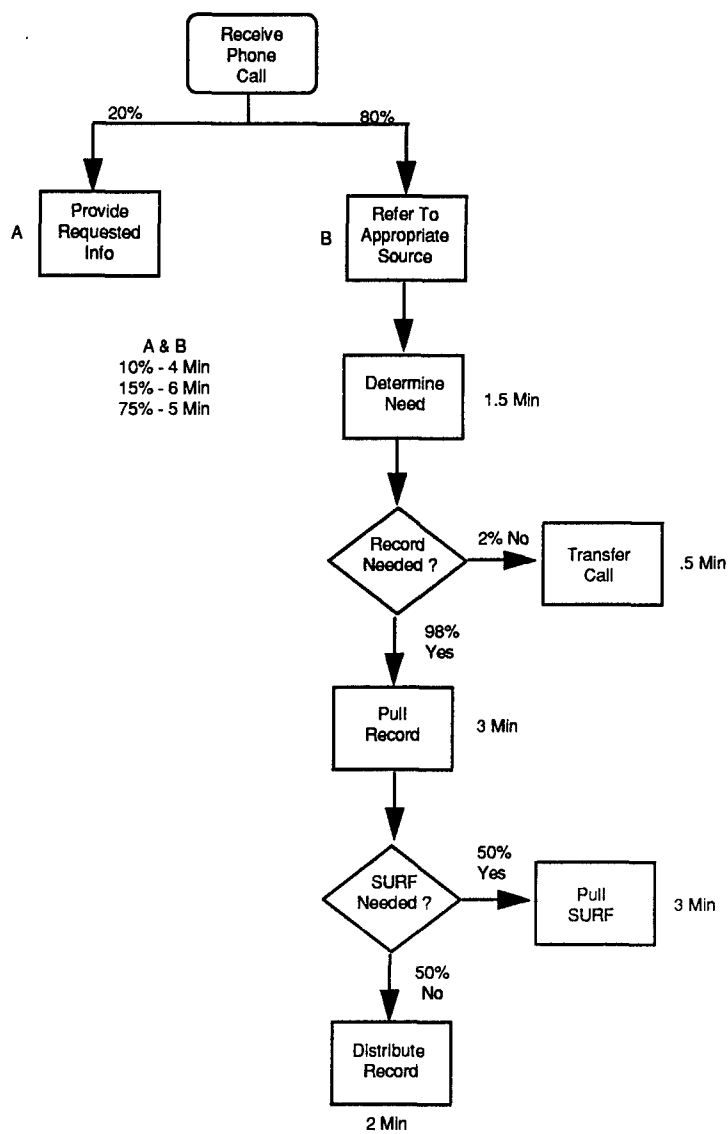 Receive
Phone
Call
20%
80%
A
Provide
Requested
Info
B
Refer To
Appropriate
Source
A & B
10% - 4 Min
15% - 6 Min
75% - 5 Min
Determine
Need
1.5 Min
Record
Needed ?
2% No
Transfer
Call
.5 Min
98%
Yes
Pull
Record
3 Min
SURF
Needed ?
50%
Yes
Pull
SURF
3 Min
50%
No
Distribute
Record
2 Min